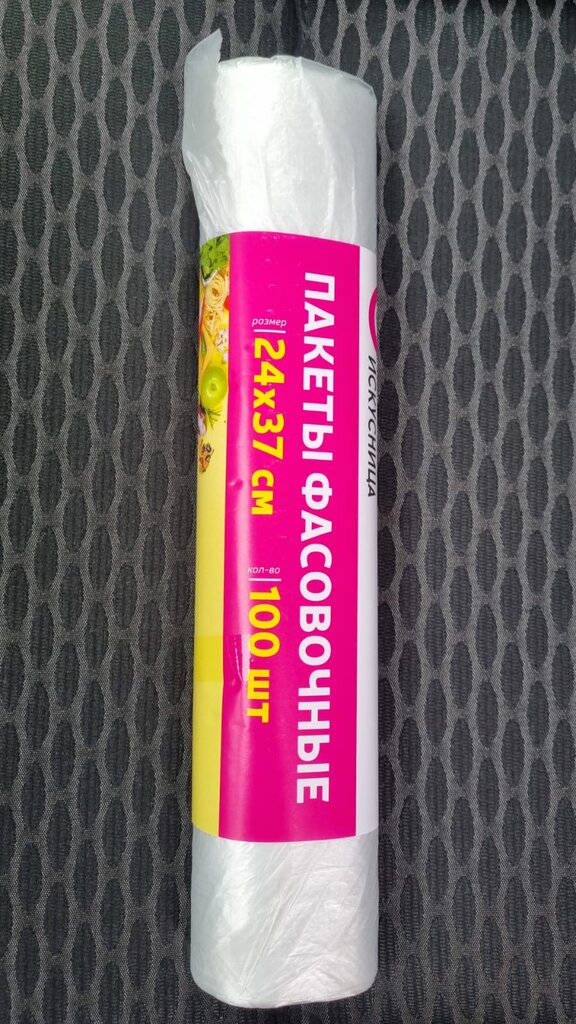 ИСКУСНИЦА
ПАКЕТЫ ФАСОВОЧНЫЕ
размер
24х37 см
кол-во
100 шт